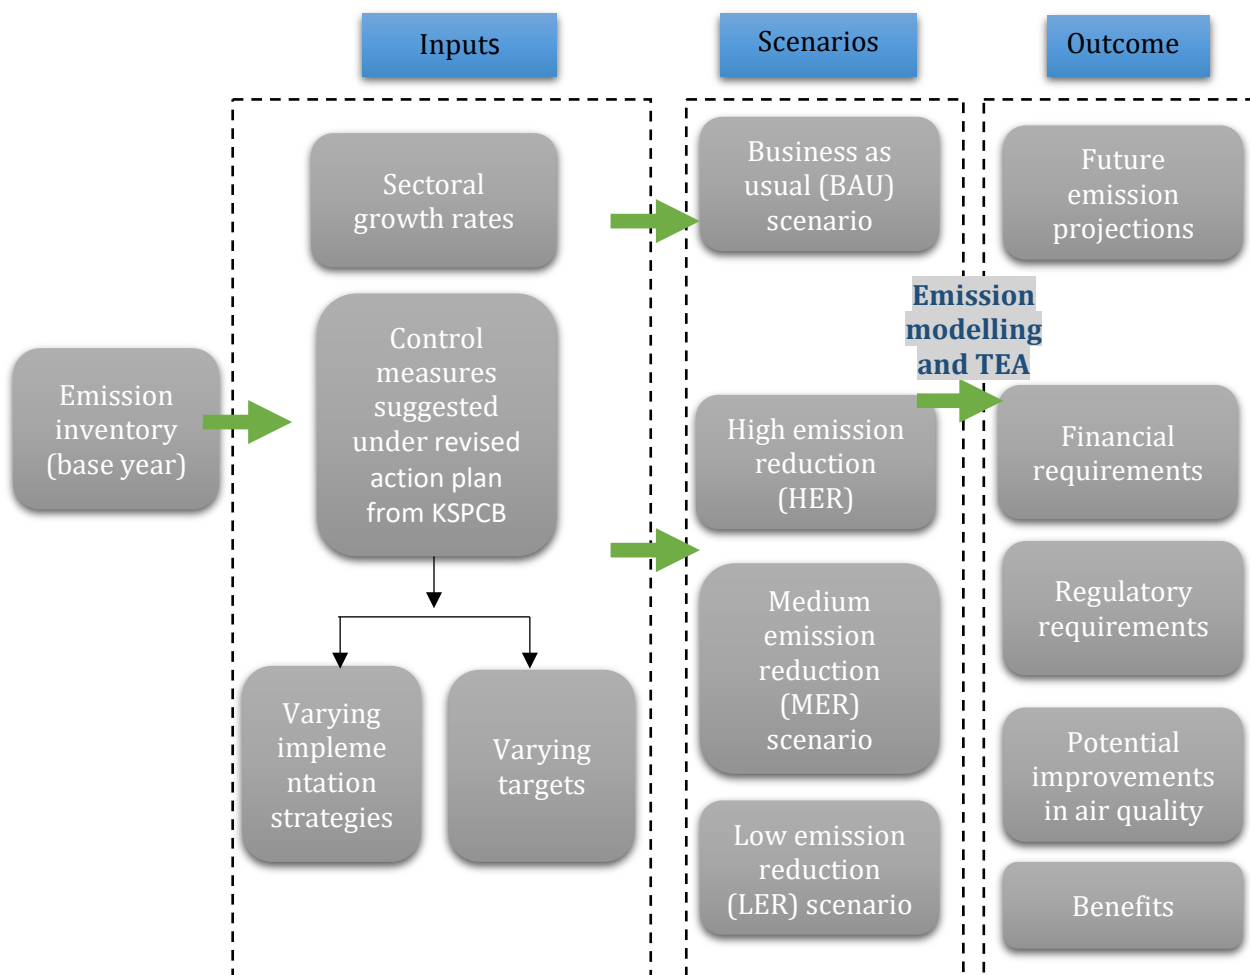 Inputs
Scenarios
Outcome
Emission
inventory
(base year)
Sectoral
growth rates
Control
measures
suggested
under revised
action plan
from KSPCB
Varying
impleme
ntation
strategies
Varying
targets
Business as
usual (BAU)
scenario
High emission
reduction
(HER)
Medium
emission
reduction
(MER)
scenario
Low emission
reduction
(LER) scenario
Emission
modelling
and TEA
Future
emission
projections
Financial
requirements
Regulatory
requirements
Potential
improvements
in air quality
Benefits